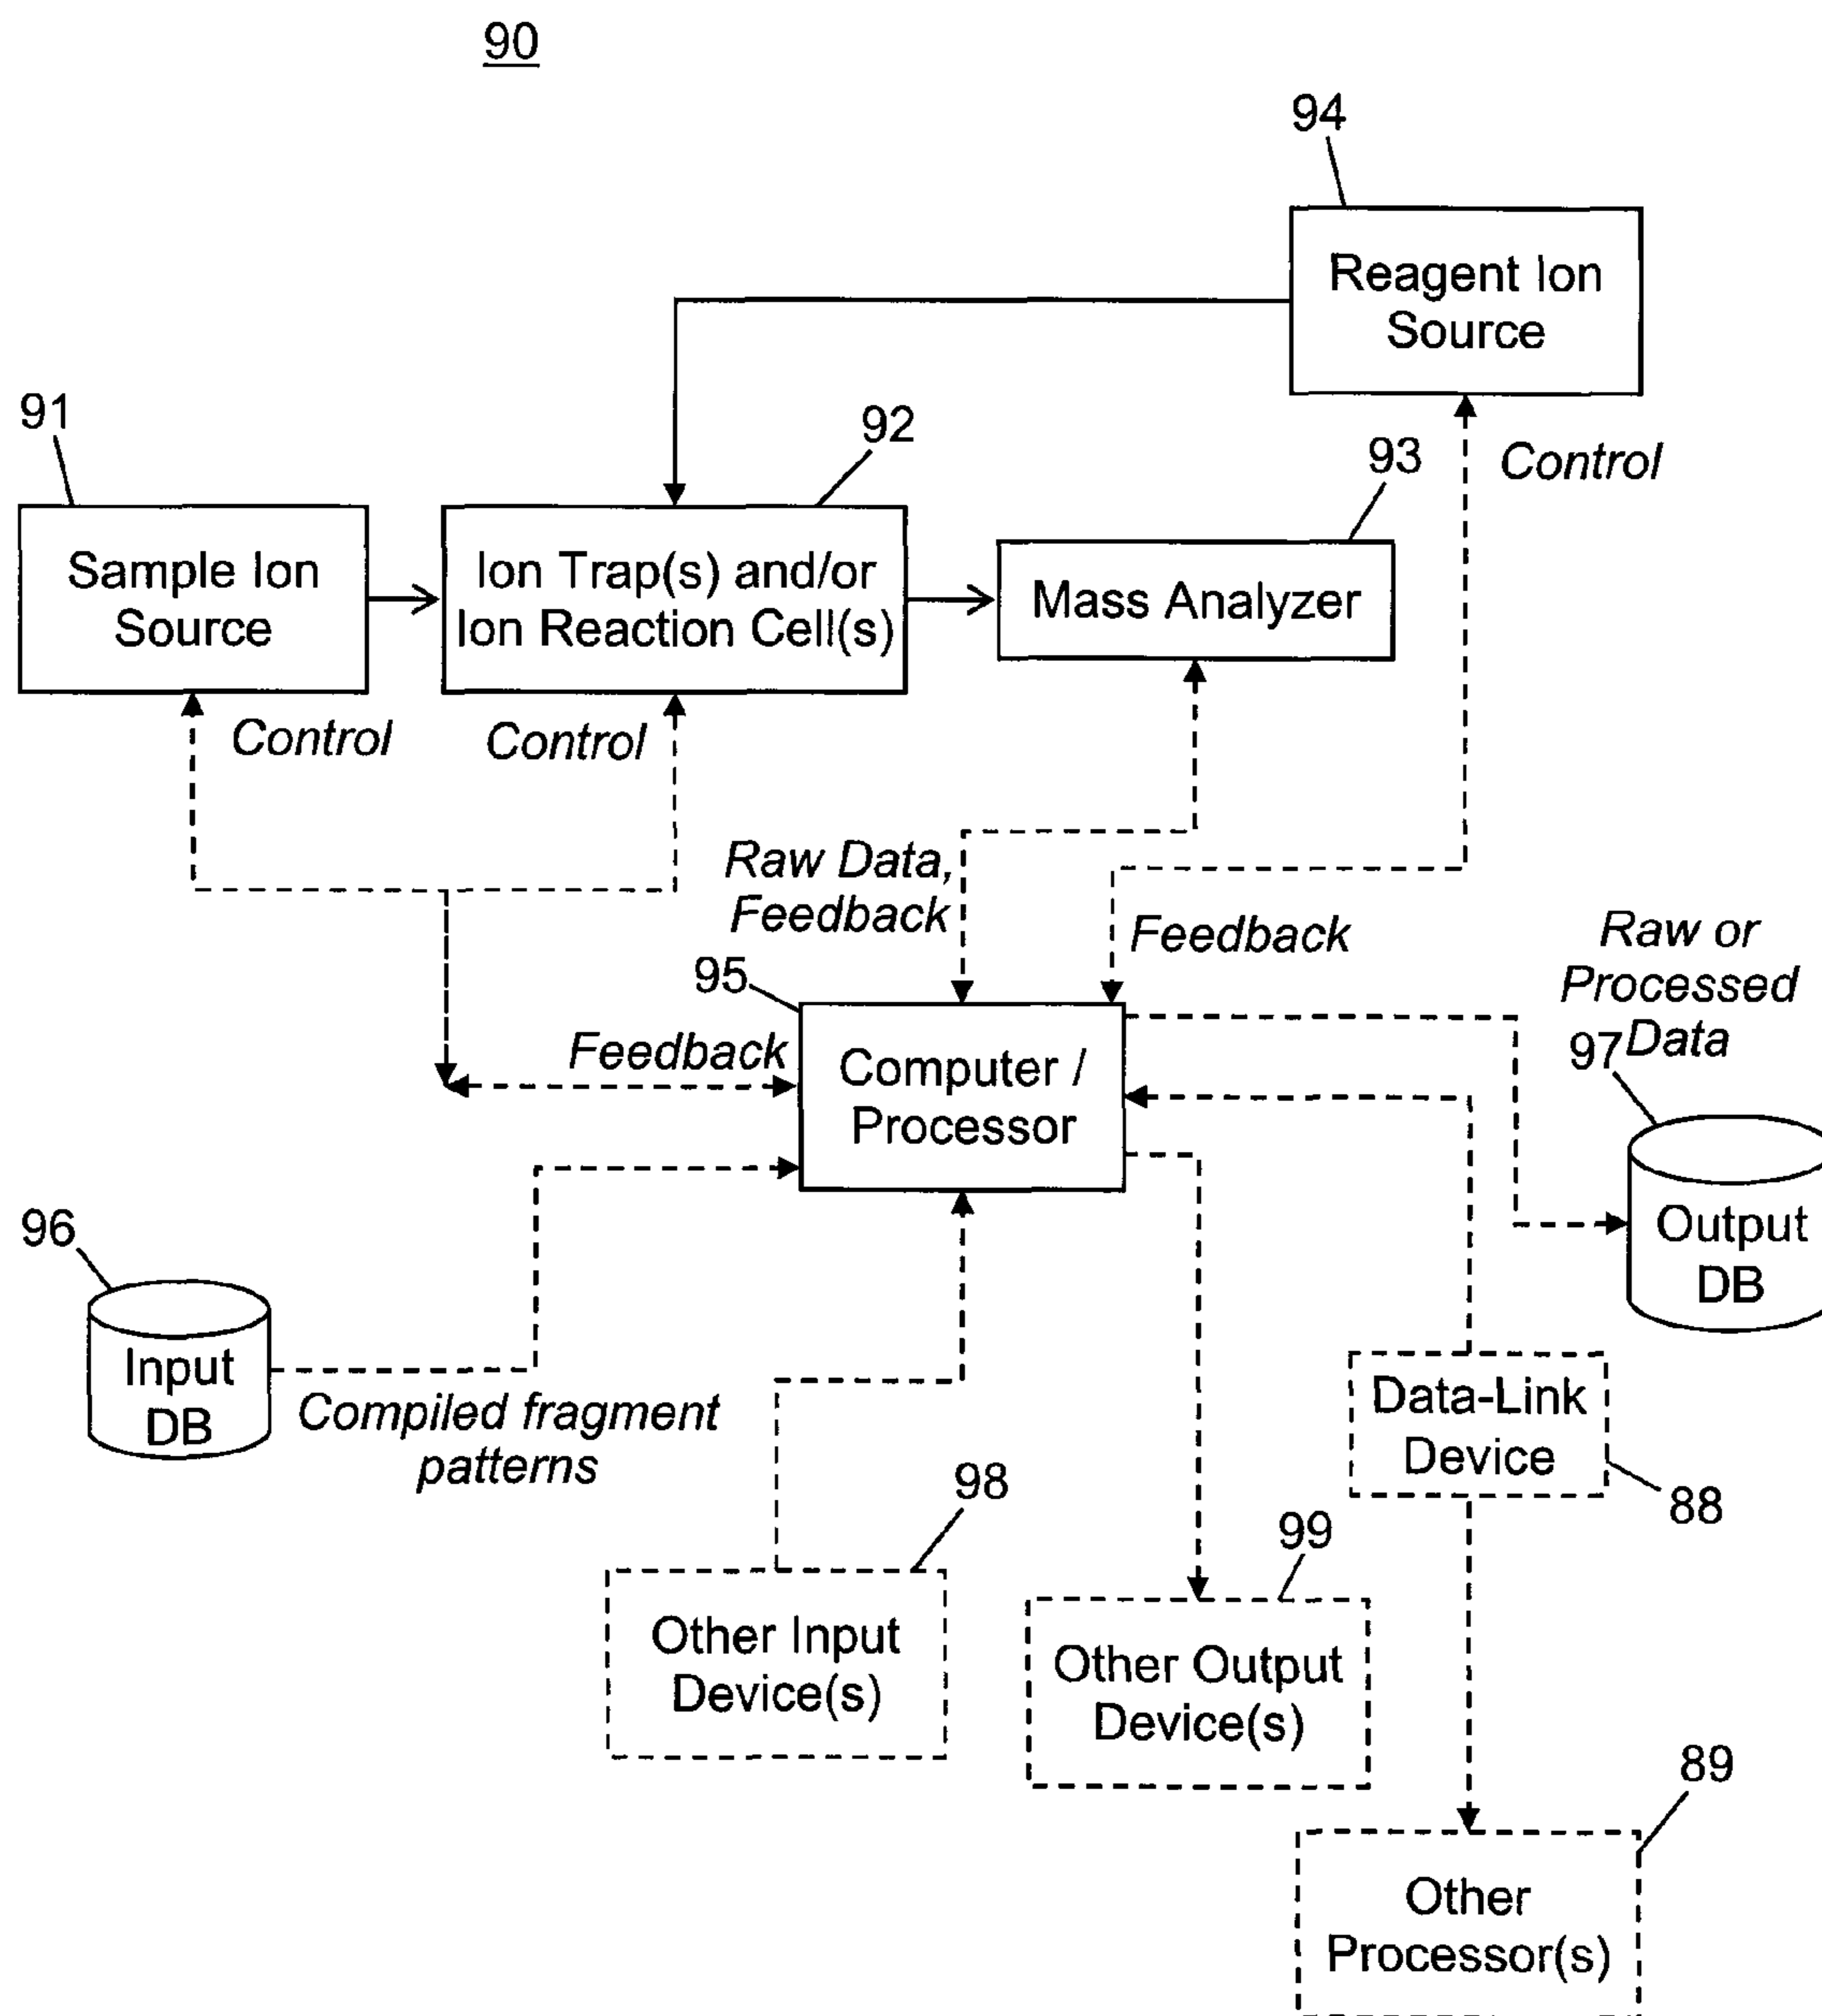 90
94
Reagent Ion
Source
91
92
93
Control
Sample Ion
Source
Ion Trap(s) and/or
Ion Reaction Cell(s)
Mass Analyzer
Control
Control
Raw Data,
Feedback
Feedback
Raw or
Processed
Data
95
97
Feedback
Computer /
Processor
96
Output
DB
Input
DB
Compiled fragment
patterns
Data-Link
Device
88
98
99
Other Input
Device(s)
Other Output
Device(s)
89
Other
Processor(s)